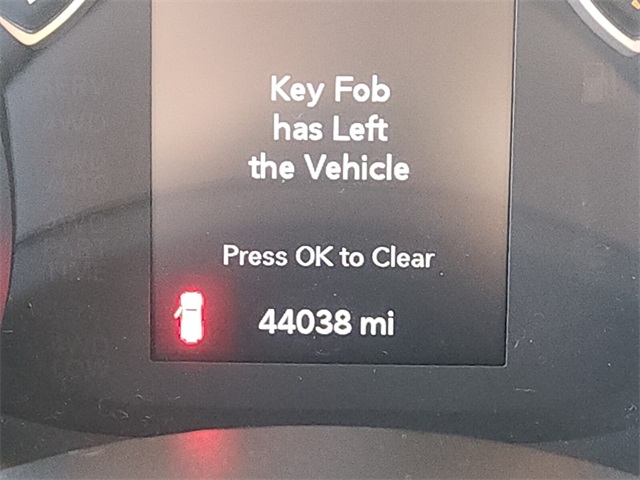 Key Fob
has Left
the Vehicle
Press OK to Clear
44038 mi